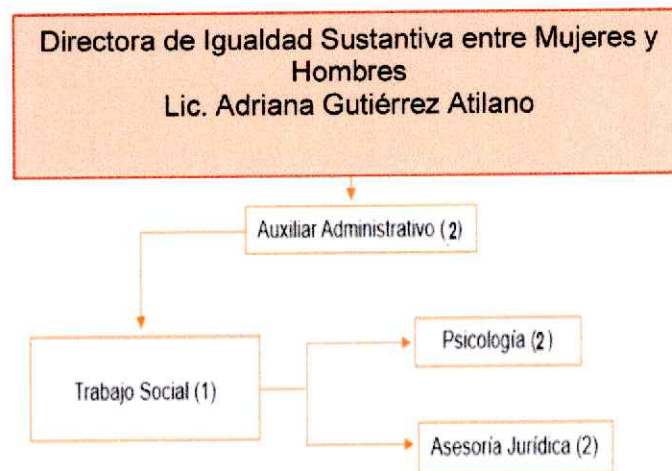 Directora de Igualdad Sustantiva entre Mujeres y
Hombres
Lic. Adriana Gutiérrez Atilano
Auxiliar Administrativo (2)
Psicología (2)
Trabajo Social (1)
Asesoría Jurídica (2)